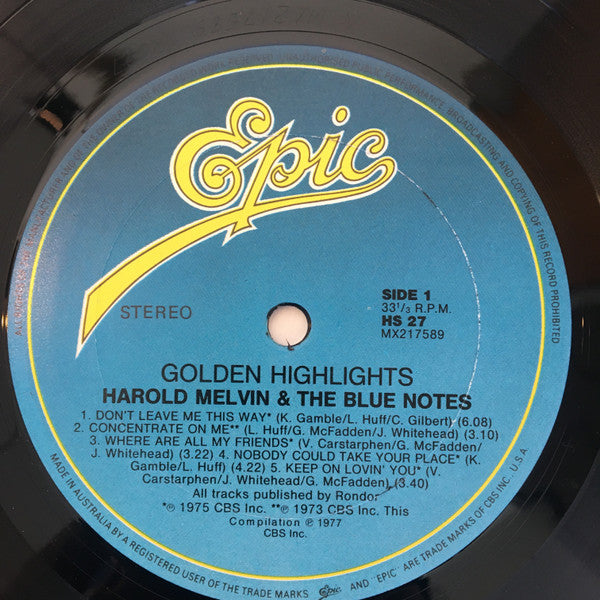 Epic
STEREO
SIDE 1
33 1/3 R.P.M.
HS 27
MX217589
GOLDEN HIGHLIGHTS
HAROLD MELVIN & THE BLUE NOTES
1. DON'T LEAVE ME THIS WAY* (K. Gamble/L. Huff/C. Gilbert) (6.08)
2. CONCENTRATE ON ME** (L. Huff/G. McFadden/J. Whitehead) (3.10)
3. WHERE ARE ALL MY FRIENDS* (V. Carstarphen/G. McFadden/
J. Whitehead) (3.22) 4. NOBODY COULD TAKE YOUR PLACE* (K.
Gamble/L. Huff) (4.22) 5. KEEP ON LOVIN' YOU* (V.
Carstarphen/J. Whitehead/G. McFadden) (3.40)
All tracks published by Rondor
*℗ 1975 CBS Inc. **℗ 1973 CBS Inc. This
Compilation ℗ 1977
CBS Inc.
MADE IN AUSTRALIA BY A REGISTERED USER OF THE TRADE MARKS Epic AND "EPIC" ARE TRADE MARKS OF CBS INC. U.S.A.
PUBLIC PERFORMANCE, BROADCASTING AND COPYING OF THIS RECORD PROHIBITED